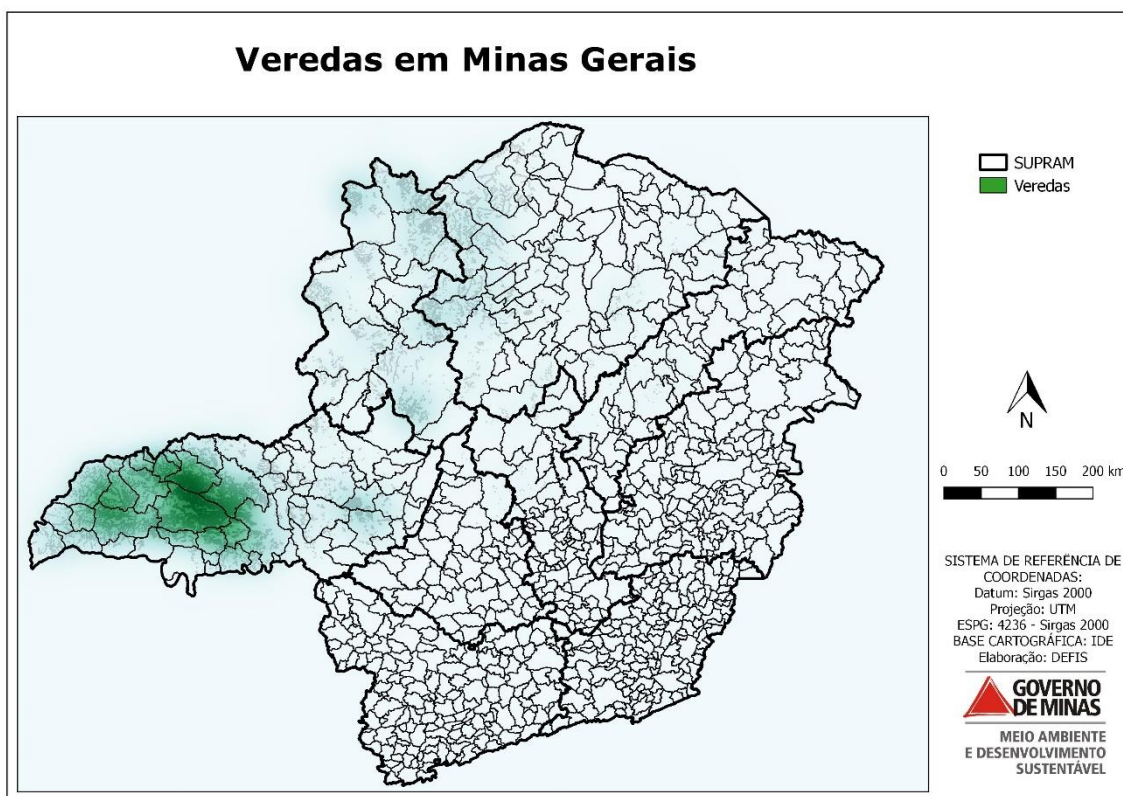 Veredas em Minas Gerais
SUPRAM
Veredas
N
0 50 100 150 200 km
SISTEMA DE REFERÊNCIA DE
COORDENADAS:
Datum: Sirgas 2000
Projeção: UTM
ESPG: 4236 - Sirgas 2000
BASE CARTOGRÁFICA: IDE
Elaboração: DEFIS
GOVERNO
DE MINAS
MEIO AMBIENTE
E DESENVOLVIMENTO
SUSTENTÁVEL